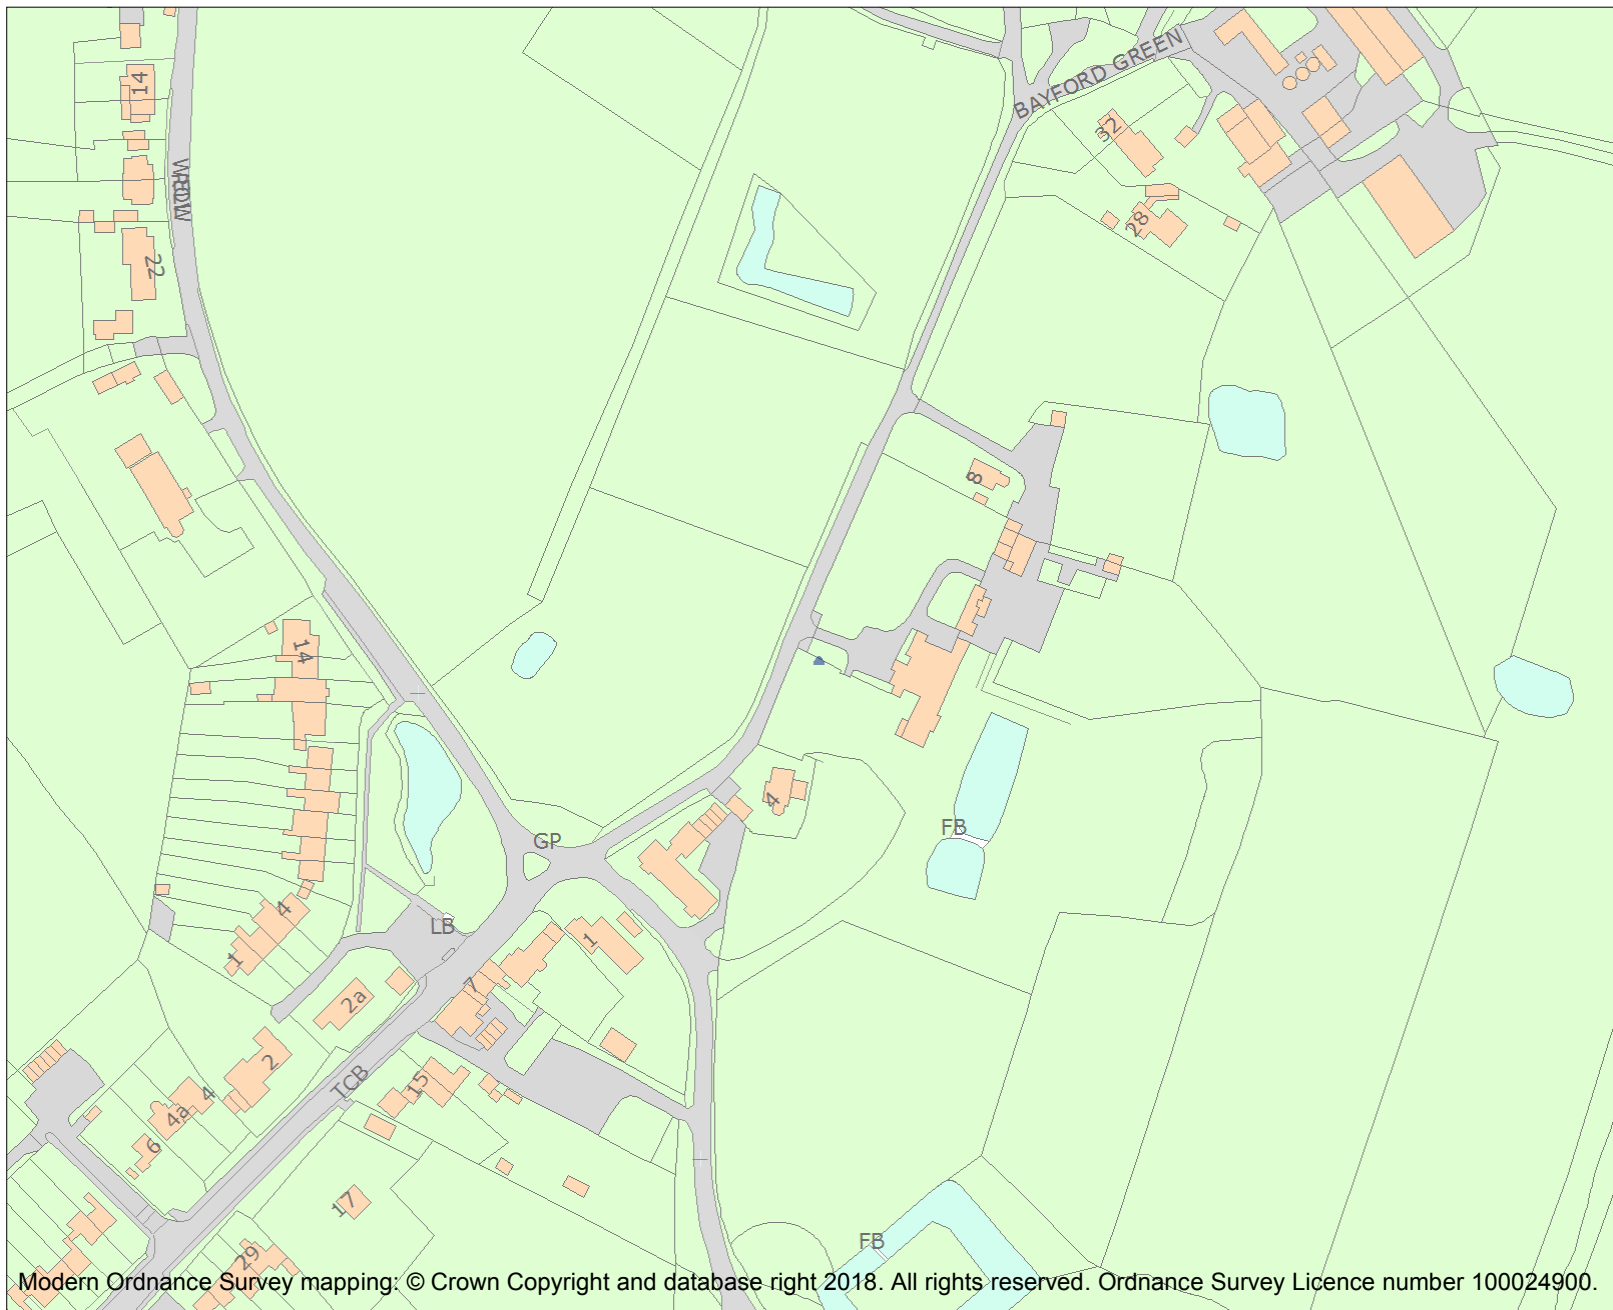 BAYFORD GREEN
14
32
22
28
8
14
4
GP
FB
4
LB
1
1
7
2a
2
TCB
15
4
4a
6
17
FB
29
Modern Ordnance Survey mapping: © Crown Copyright and database right 2018. All rights reserved. Ordnance Survey Licence number 100024900.